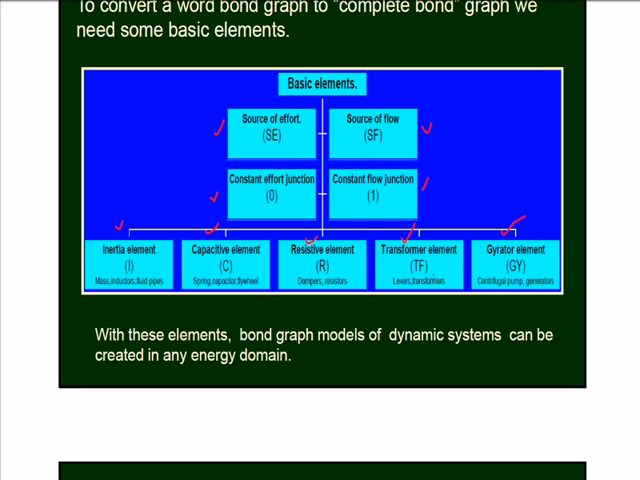 To convert a word bond graph to "complete bond" graph we
need some basic elements.
Basic elements.
Source of effort.
(SE)
Source of flow
(SF)
Constant effort junction
(0)
Constant flow junction
(1)
Inertia element
(I)
Mass,inductors,fluid pipes
Capacitive element
(C)
Spring,capacitor,flywheel
Resistive element
(R)
Dampers, resistors
Transformer element
(TF)
Levers,transformers
Gyrator element
(GY)
Centrifugal pump, generators
With these elements, bond graph models of dynamic systems can be
created in any energy domain.